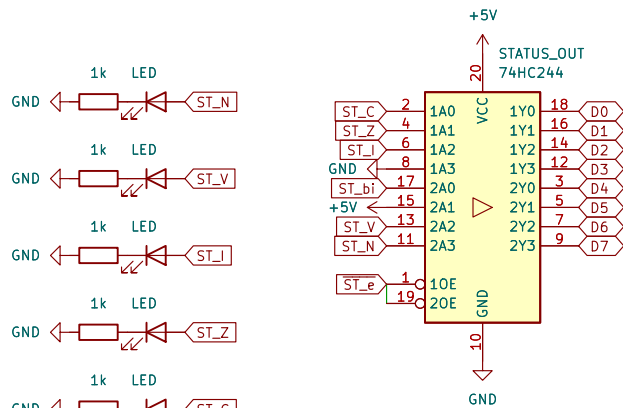 +5V
STATUS_OUT
74HC244
20
VCC
ST_C 2 1A0 1Y0 18 D0
ST_Z 4 1A1 1Y1 16 D1
ST_I 6 1A2 1Y2 14 D2
GND 8 1A3 1Y3 12 D3
ST_bi 17 2A0 2Y0 3 D4
+5V 15 2A1 2Y1 5 D5
ST_V 13 2A2 2Y2 7 D6
ST_N 11 2A3 2Y3 9 D7
ST_e 1 1OE
19 2OE
GND
10
GND
1k LED
GND ST_N
1k LED
GND ST_V
1k LED
GND ST_I
1k LED
GND ST_Z
1k LED
GND ST_C